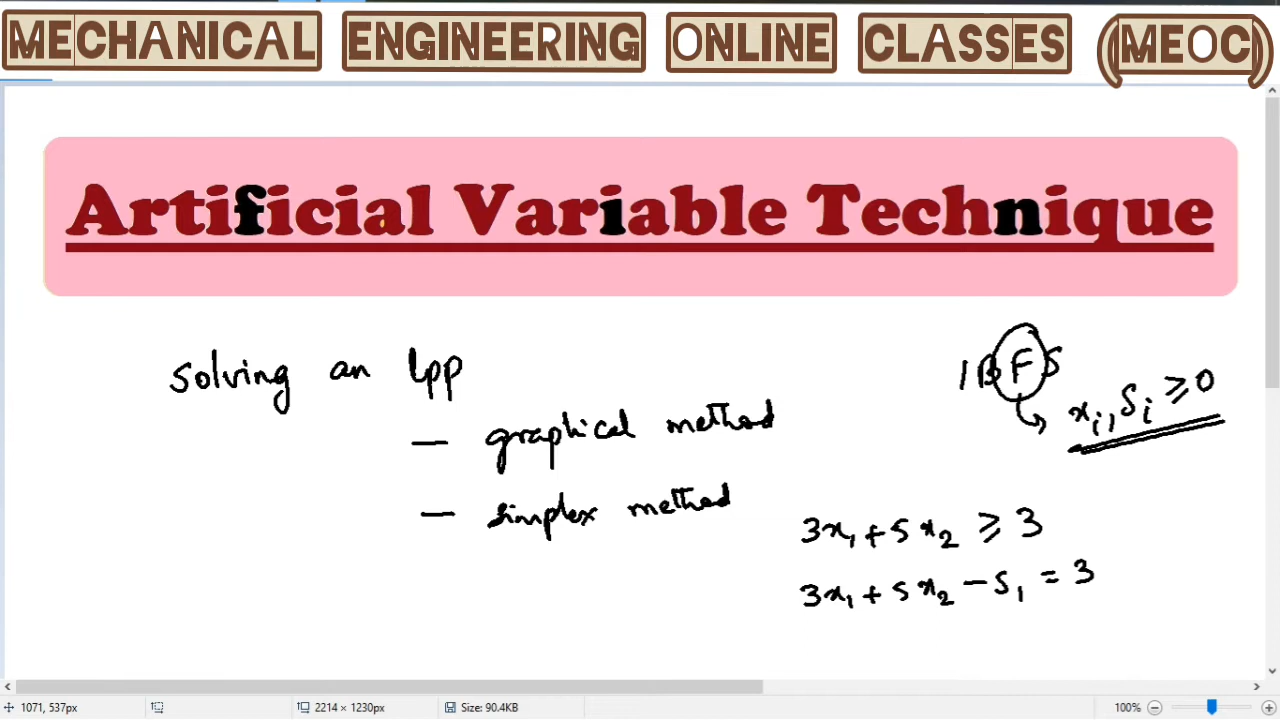 MECHANICAL ENGINEERING ONLINE CLASSES (MEOC)
Artificial Variable Technique
Solving an lpp
— graphical method
— simplex method
IBFS
xᵢ, Sᵢ ≥ 0
3x₁ + 5x₂ ≥ 3
3x₁ + 5x₂ − S₁ = 3
1071, 537px
2214 × 1230px
Size: 90.4KB
100%